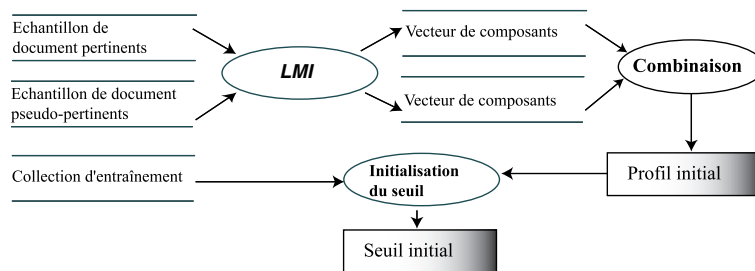 Echantillon de
document pertinents
LMI
Vecteur de composants
Combinaison
Echantillon de document
pseudo-pertinents
Vecteur de composants
Collection d'entraînement
Initialisation
du seuil
Profil initial
Seuil initial